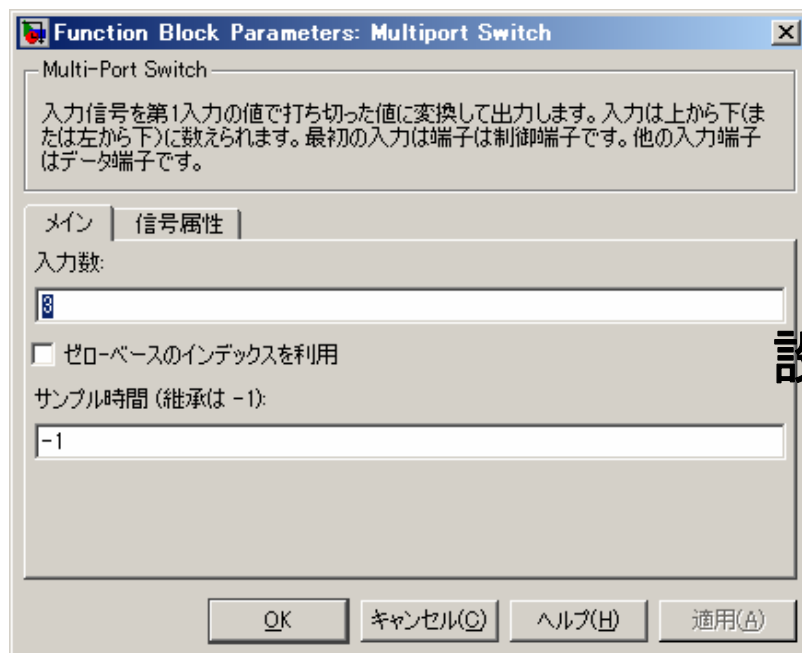 Function Block Parameters: Multiport Switch
Multi-Port Switch
入力信号を第1入力の値で打ち切った値に変換して出力します。入力は上から下(ま
たは左から下)に数えられます。最初の入力は端子は制御端子です。他の入力端子
はデータ端子です。
メイン
信号属性
入力数:
3
ゼローベースのインデックスを利用
サンプル時間 (継承は -1):
-1
OK
キャンセル(C)
ヘルプ(H)
適用(A)